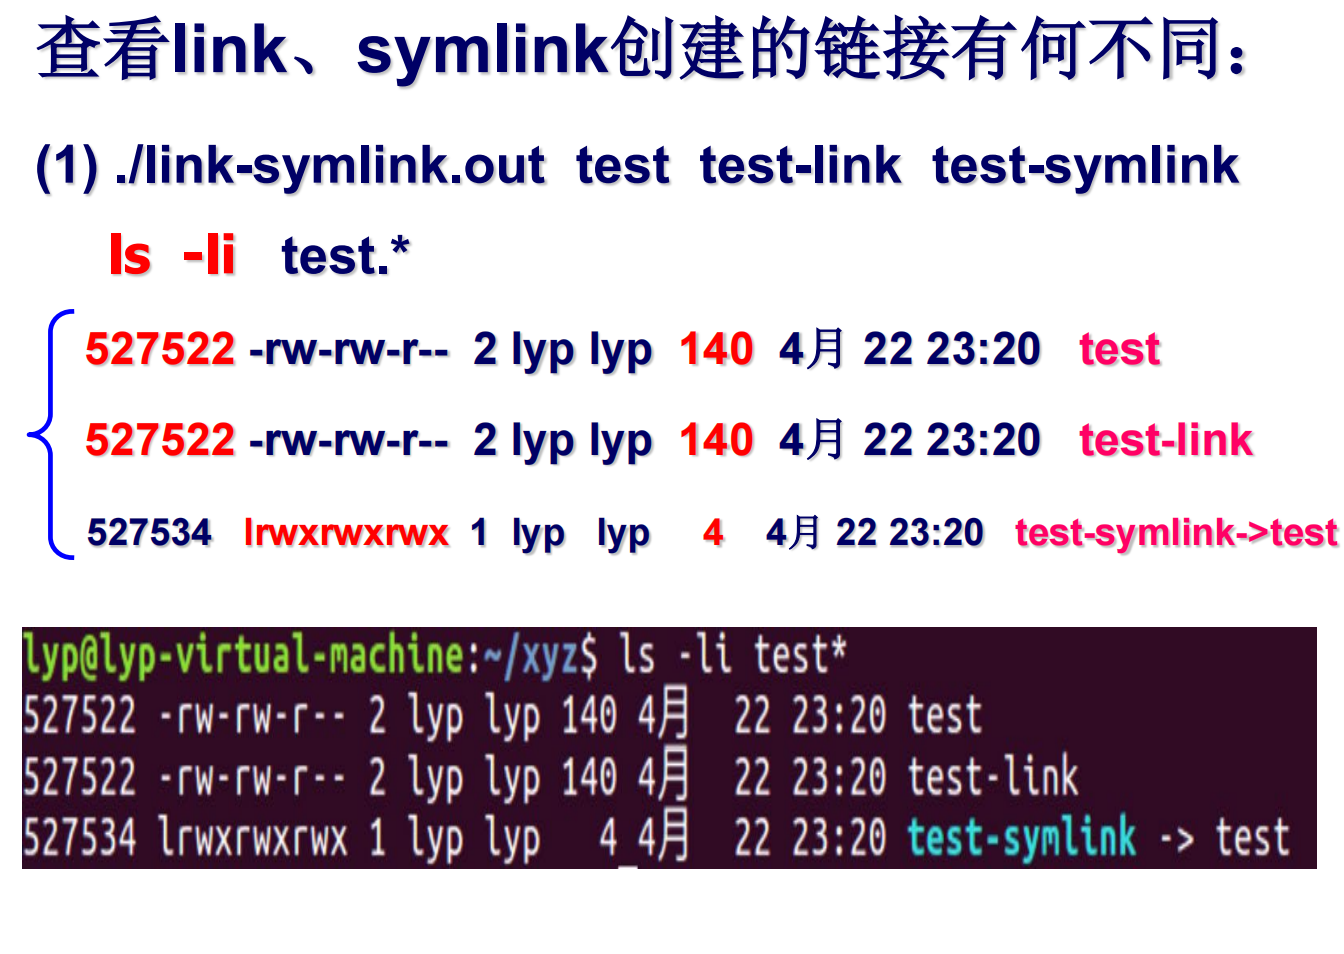 查看link、symlink创建的链接有何不同：
(1) ./link-symlink.out test test-link test-symlink
ls -li test.*
527522 -rw-rw-r-- 2 lyp lyp 140 4月 22 23:20 test
527522 -rw-rw-r-- 2 lyp lyp 140 4月 22 23:20 test-link
527534 lrwxrwxrwx 1 lyp lyp 4 4月 22 23:20 test-symlink->test
lyp@lyp-virtual-machine:~/xyz$ ls -li test*
527522 -rw-rw-r-- 2 lyp lyp 140 4月 22 23:20 test
527522 -rw-rw-r-- 2 lyp lyp 140 4月 22 23:20 test-link
527534 lrwxrwxrwx 1 lyp lyp 4 4月 22 23:20 test-symlink -> test